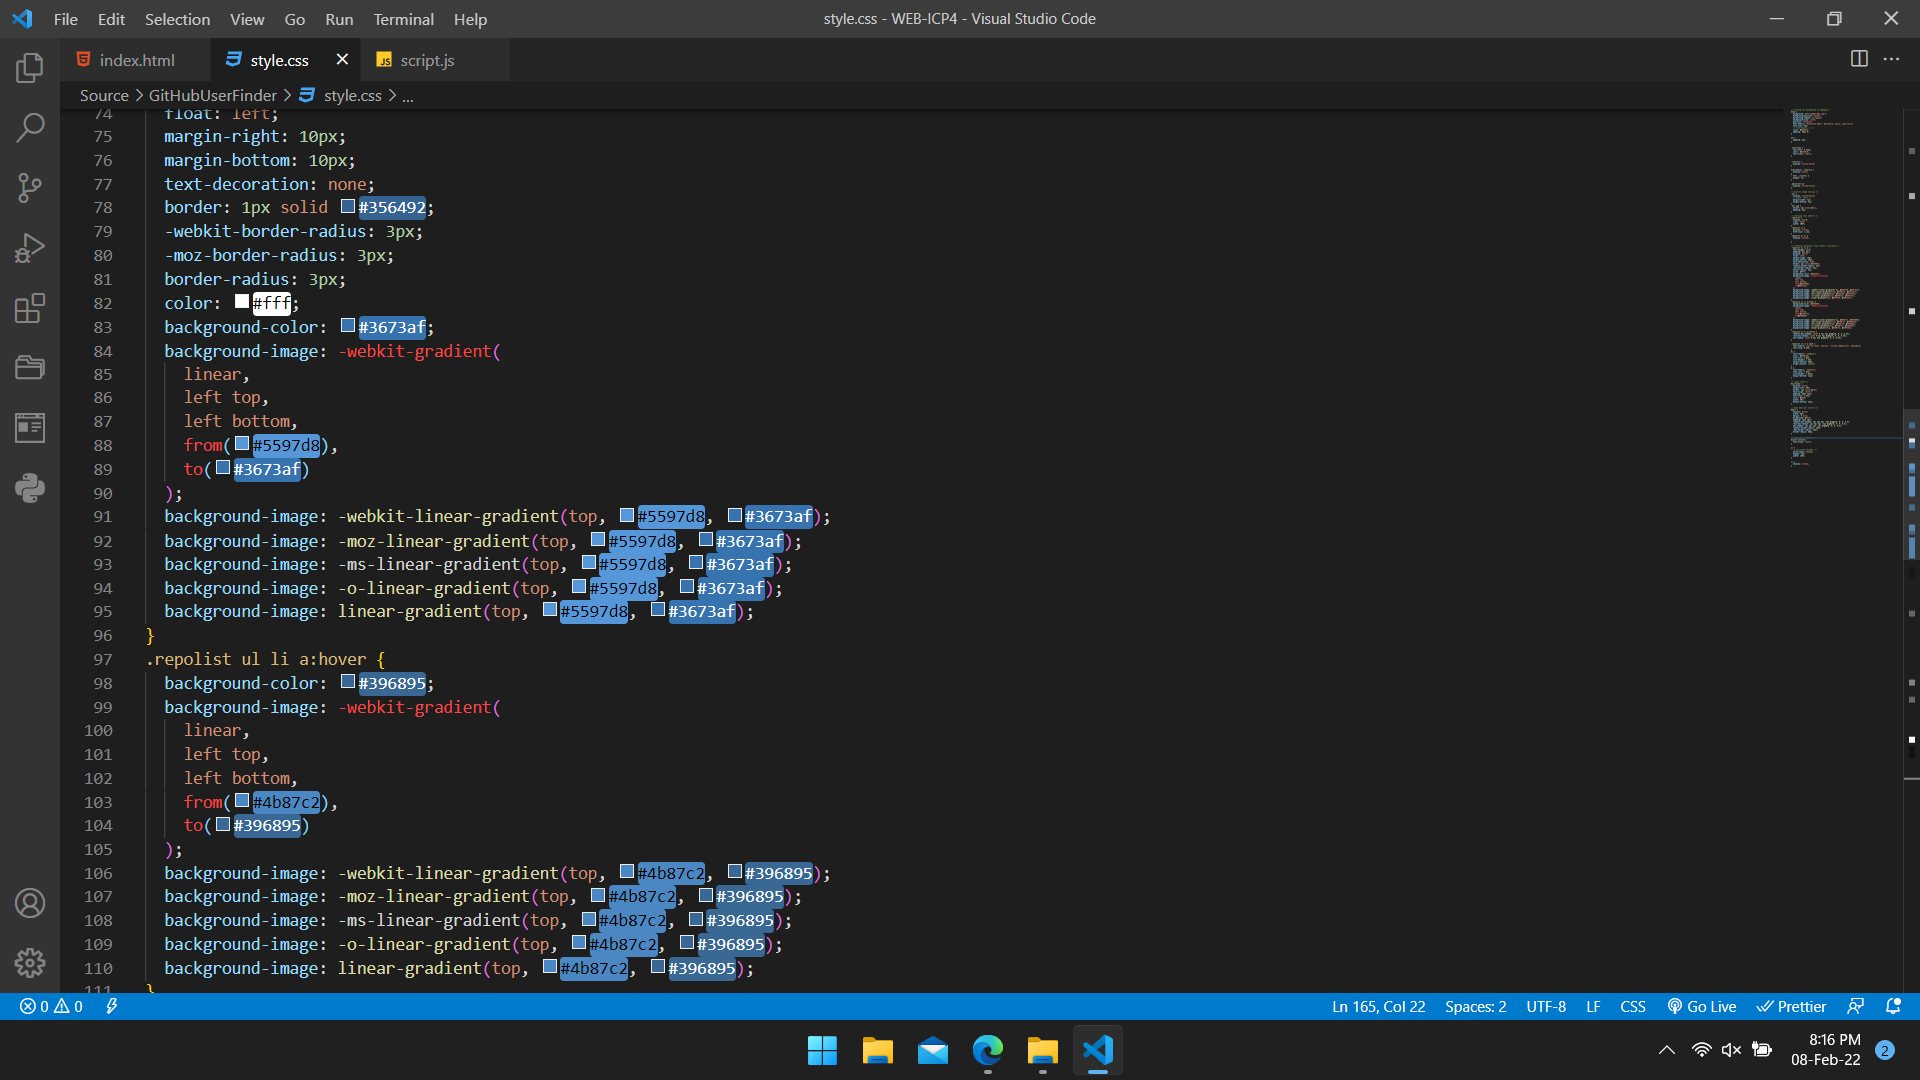 File Edit Selection View Go Run Terminal Help
style.css - WEB-ICP4 - Visual Studio Code
index.html
style.css
JS script.js
Source > GitHubUserFinder > style.css > ...
74 float: left;
75 margin-right: 10px;
76 margin-bottom: 10px;
77 text-decoration: none;
78 border: 1px solid #356492;
79 -webkit-border-radius: 3px;
80 -moz-border-radius: 3px;
81 border-radius: 3px;
82 color: #fff;
83 background-color: #3673af;
84 background-image: -webkit-gradient(
85 linear,
86 left top,
87 left bottom,
88 from(#5597d8),
89 to(#3673af)
90 );
91 background-image: -webkit-linear-gradient(top, #5597d8, #3673af);
92 background-image: -moz-linear-gradient(top, #5597d8, #3673af);
93 background-image: -ms-linear-gradient(top, #5597d8, #3673af);
94 background-image: -o-linear-gradient(top, #5597d8, #3673af);
95 background-image: linear-gradient(top, #5597d8, #3673af);
96 }
97 .repolist ul li a:hover {
98 background-color: #396895;
99 background-image: -webkit-gradient(
100 linear,
101 left top,
102 left bottom,
103 from(#4b87c2),
104 to(#396895)
105 );
106 background-image: -webkit-linear-gradient(top, #4b87c2, #396895);
107 background-image: -moz-linear-gradient(top, #4b87c2, #396895);
108 background-image: -ms-linear-gradient(top, #4b87c2, #396895);
109 background-image: -o-linear-gradient(top, #4b87c2, #396895);
110 background-image: linear-gradient(top, #4b87c2, #396895);
111 }
0 0 Ln 165, Col 22 Spaces: 2 UTF-8 LF CSS Go Live Prettier
8:16 PM
08-Feb-22
2